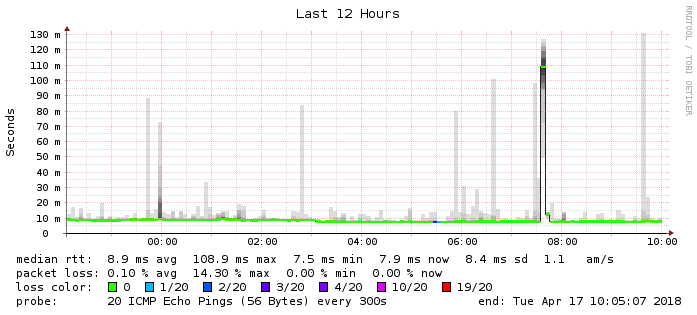 Last 12 Hours
RRDTOOL / TOBI OETIKER
Seconds
130 m
120 m
110 m
100 m
90 m
80 m
70 m
60 m
50 m
40 m
30 m
20 m
10 m
0
00:00 02:00 04:00 06:00 08:00 10:00
median rtt: 8.9 ms avg 108.9 ms max 7.5 ms min 7.9 ms now 8.4 ms sd 1.1 am/s
packet loss: 0.10 % avg 14.30 % max 0.00 % min 0.00 % now
loss color: 0 1/20 2/20 3/20 4/20 10/20 19/20
probe: 20 ICMP Echo Pings (56 Bytes) every 300s end: Tue Apr 17 10:05:07 2018